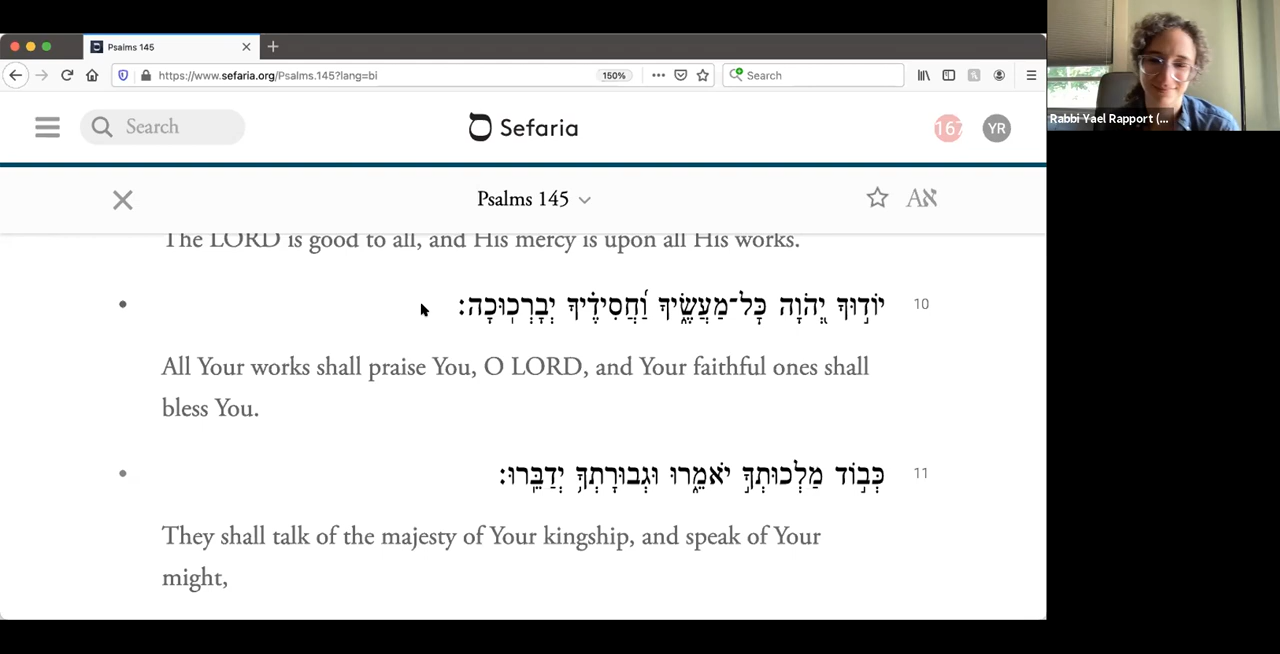 Psalms 145
https://www.sefaria.org/Psalms.145?lang=bi
150%
Search
Rabbi Yael Rapport (...
Search
Sefaria
167
YR
Psalms 145
Aא
The LORD is good to all, and His mercy is upon all His works.
10
יוֹד֣וּךָ יְ֭הֹוָה כׇּל־מַעֲשֶׂ֑יךָ וַ֝חֲסִידֶ֗יךָ יְבָרְכֽוּכָה׃
All Your works shall praise You, O LORD, and Your faithful ones shall
bless You.
11
כְּב֣וֹד מַלְכוּתְךָ֣ יֹאמֵ֑רוּ וּגְבוּרָתְךָ֥ יְדַבֵּֽרוּ׃
They shall talk of the majesty of Your kingship, and speak of Your
might,